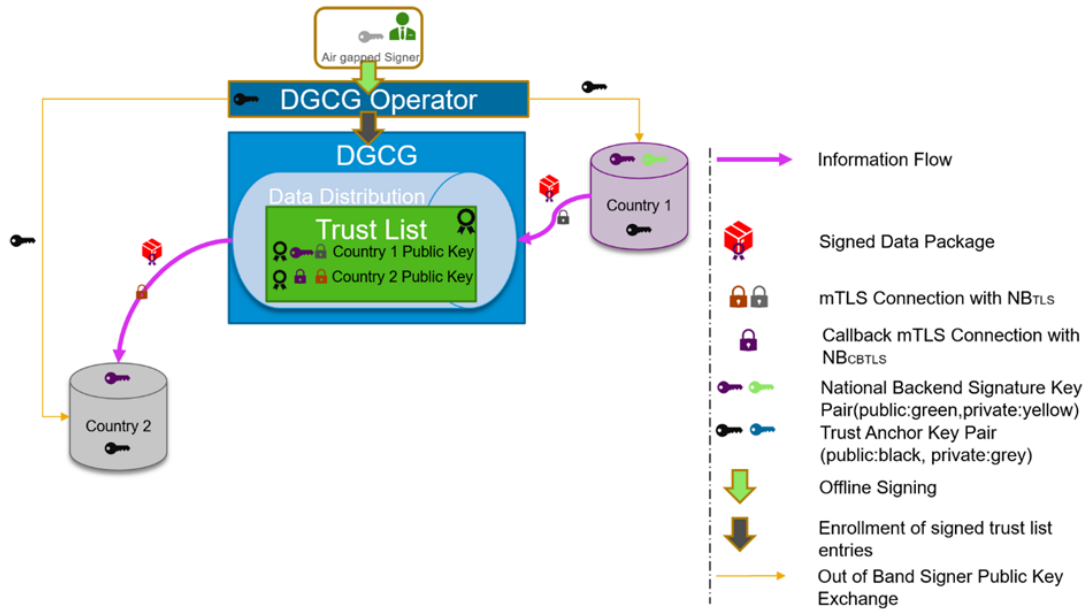 Air gapped Signer
DGCG Operator
DGCG
Data Distribution
Trust List
Country 1 Public Key
Country 2 Public Key
Country 1
Country 2
Information Flow
Signed Data Package
mTLS Connection with NBTLS
Callback mTLS Connection with
NBCBTLS
National Backend Signature Key
Pair(public:green,private:yellow)
Trust Anchor Key Pair
(public:black, private:grey)
Offline Signing
Enrollment of signed trust list
entries
Out of Band Signer Public Key
Exchange